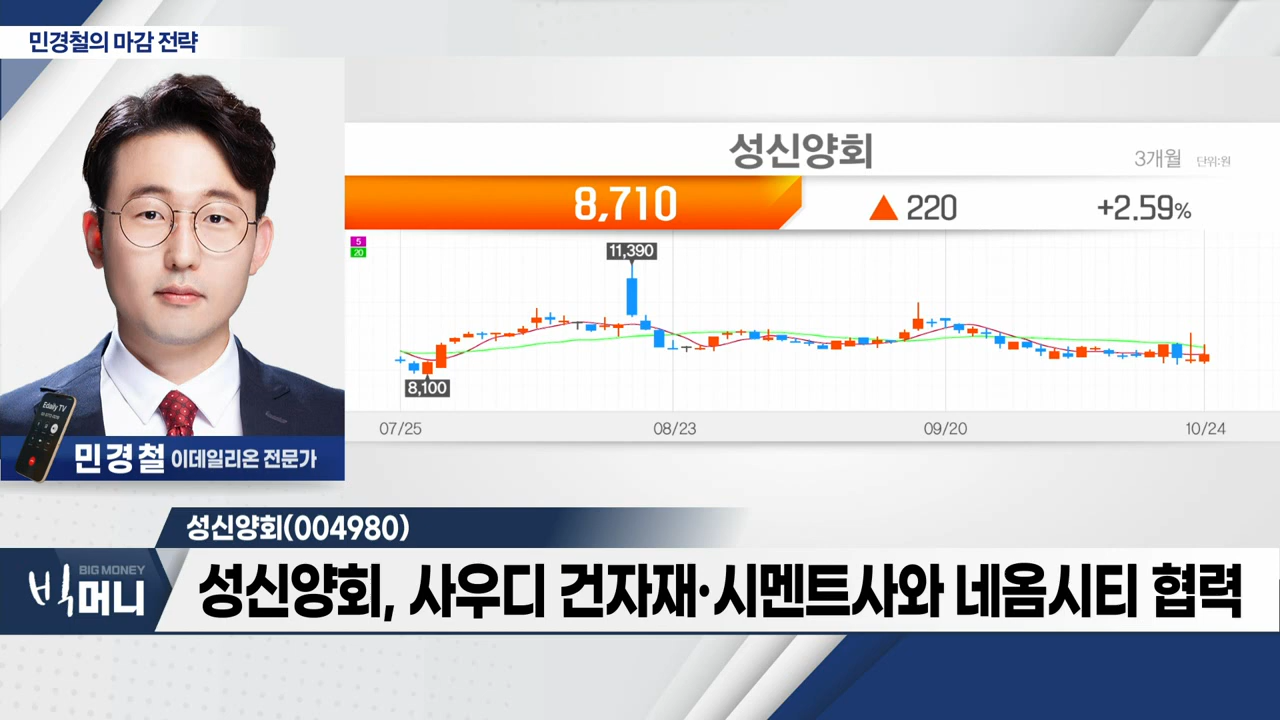 민경철의 마감 전략
성신양회
3개월 단위:원
8,710 ▲ 220 +2.59%
5
20
11,390
8,100
07/25 08/23 09/20 10/24
Edaily TV
민경철 이데일리온 전문가
성신양회(004980)
BIG MONEY
빅머니
성신양회, 사우디 건자재·시멘트사와 네옴시티 협력